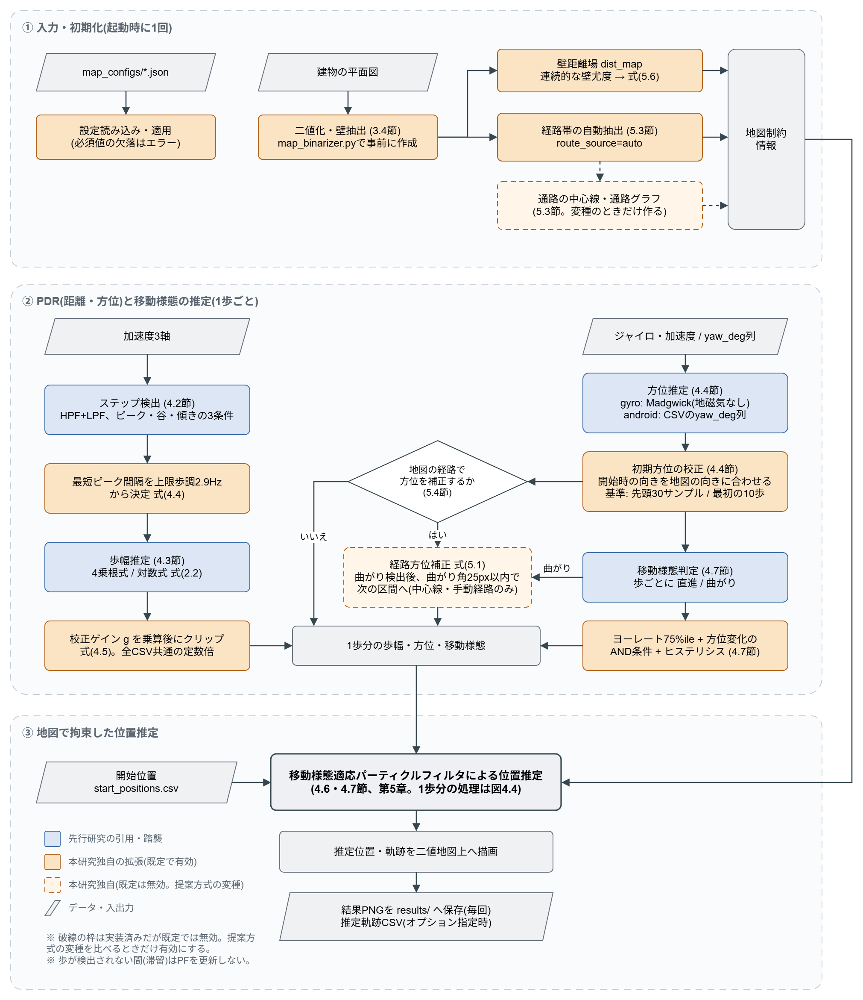 ① 入力・初期化(起動時に1回)
map_configs/*.json
設定読み込み・適用
(必須値の欠落はエラー)
建物の平面図
二値化・壁抽出 (3.4節)
map_binarizer.pyで事前に作成
壁距離場 dist_map
連続的な壁尤度 → 式(5.6)
経路帯の自動抽出 (5.3節)
route_source=auto
通路の中心線・通路グラフ
(5.3節。変種のときだけ作る)
地図制約
情報
② PDR(距離・方位)と移動様態の推定(1歩ごと)
加速度3軸
ステップ検出 (4.2節)
HPF+LPF、ピーク・谷・傾きの3条件
最短ピーク間隔を上限歩調2.9Hz
から決定 式(4.4)
歩幅推定 (4.3節)
4乗根式 / 対数式 式(2.2)
校正ゲイン g を乗算後にクリップ
式(4.5)。全CSV共通の定数倍
地図の経路で
方位を補正するか
(5.4節)
いいえ
はい
経路方位補正 式(5.1)
曲がり検出後、曲がり角25px以内で
次の区間へ(中心線・手動経路のみ)
曲がり
1歩分の歩幅・方位・移動様態
ジャイロ・加速度 / yaw_deg列
方位推定 (4.4節)
gyro: Madgwick(地磁気なし)
android: CSVのyaw_deg列
初期方位の校正 (4.4節)
開始時の向きを地図の向きに合わせる
基準: 先頭30サンプル / 最初の10歩
移動様態判定 (4.7節)
歩ごとに 直進 / 曲がり
ヨーレート75%ile + 方位変化の
AND条件 + ヒステリシス (4.7節)
③ 地図で拘束した位置推定
開始位置
start_positions.csv
移動様態適応パーティクルフィルタによる位置推定
(4.6・4.7節、第5章。1歩分の処理は図4.4)
推定位置・軌跡を二値地図上へ描画
結果PNGを results/ へ保存(毎回)
推定軌跡CSV(オプション指定時)
先行研究の引用・踏襲
本研究独自の拡張(既定で有効)
本研究独自(既定は無効。提案方式の変種)
データ・入出力
※ 破線の枠は実装済みだが既定では無効。提案方
式の変種を比べるときだけ有効にする。
※ 歩が検出されない間(滞留)はPFを更新しない。